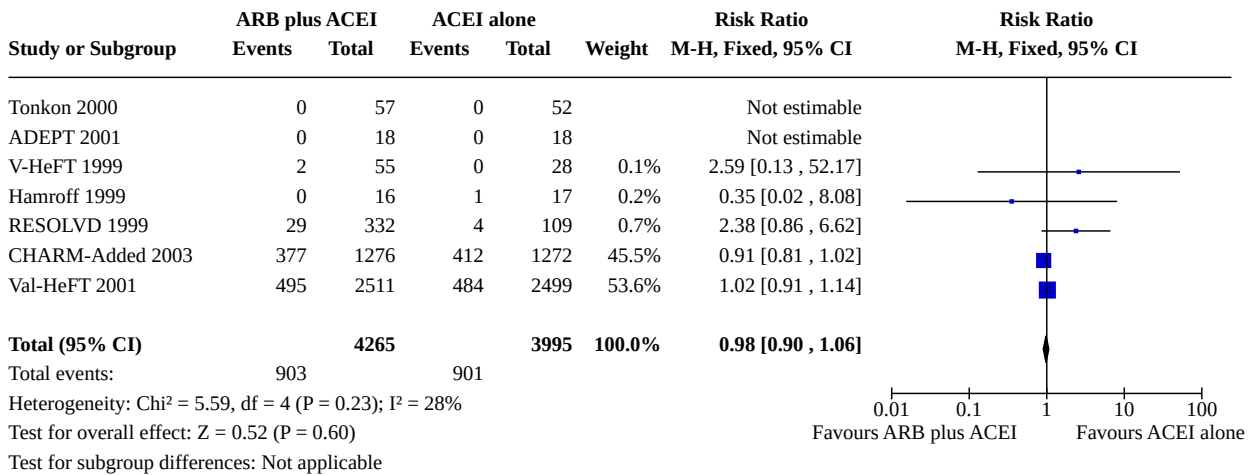 ARB plus ACEI ACEI alone Risk Ratio Risk Ratio
Study or Subgroup Events Total Events Total Weight M-H, Fixed, 95% CI M-H, Fixed, 95% CI
Tonkon 2000 0 57 0 52 Not estimable
ADEPT 2001 0 18 0 18 Not estimable
V-HeFT 1999 2 55 0 28 0.1% 2.59 [0.13 , 52.17]
Hamroff 1999 0 16 1 17 0.2% 0.35 [0.02 , 8.08]
RESOLVD 1999 29 332 4 109 0.7% 2.38 [0.86 , 6.62]
CHARM-Added 2003 377 1276 412 1272 45.5% 0.91 [0.81 , 1.02]
Val-HeFT 2001 495 2511 484 2499 53.6% 1.02 [0.91 , 1.14]
Total (95% CI) 4265 3995 100.0% 0.98 [0.90 , 1.06]
Total events: 903 901
Heterogeneity: Chi² = 5.59, df = 4 (P = 0.23); I² = 28%
0.01 0.1 1 10 100
Test for overall effect: Z = 0.52 (P = 0.60)
Favours ARB plus ACEI Favours ACEI alone
Test for subgroup differences: Not applicable